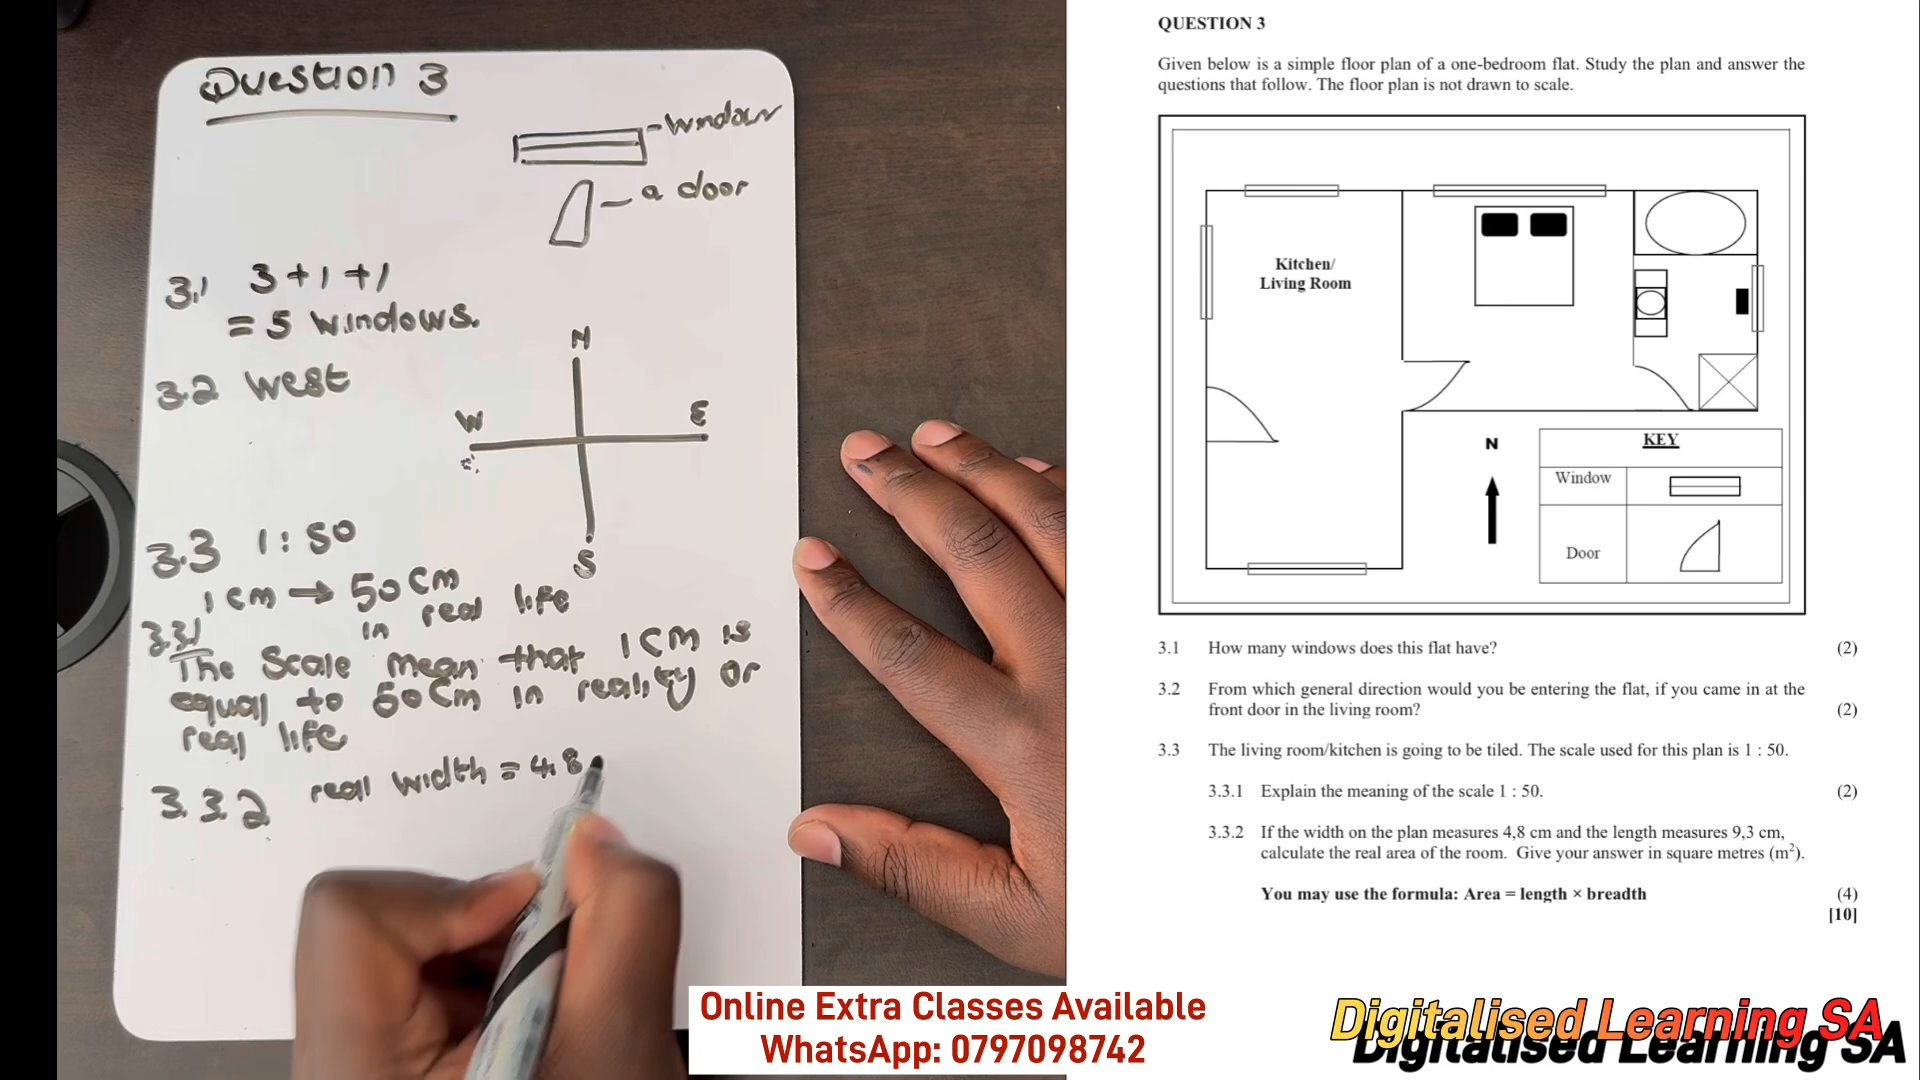 Question 3
-window
- a door
3.1 3+1+1
= 5 windows.
3.2 West
N
W
E
S
3.3 1:50
1cm → 50cm
in real life
3.3.1
The Scale mean that 1cm is
equal to 50cm in reality or
real life
3.3.2 real width = 4.8
QUESTION 3
Given below is a simple floor plan of a one-bedroom flat. Study the plan and answer the
questions that follow. The floor plan is not drawn to scale.
Kitchen/
Living Room
N
KEY
Window
Door
3.1 How many windows does this flat have? (2)
3.2 From which general direction would you be entering the flat, if you came in at the
front door in the living room? (2)
3.3 The living room/kitchen is going to be tiled. The scale used for this plan is 1 : 50.
3.3.1 Explain the meaning of the scale 1 : 50. (2)
3.3.2 If the width on the plan measures 4,8 cm and the length measures 9,3 cm,
calculate the real area of the room. Give your answer in square metres (m²).
You may use the formula: Area = length × breadth (4)
[10]
Online Extra Classes Available
WhatsApp: 0797098742
Digitalised Learning SA